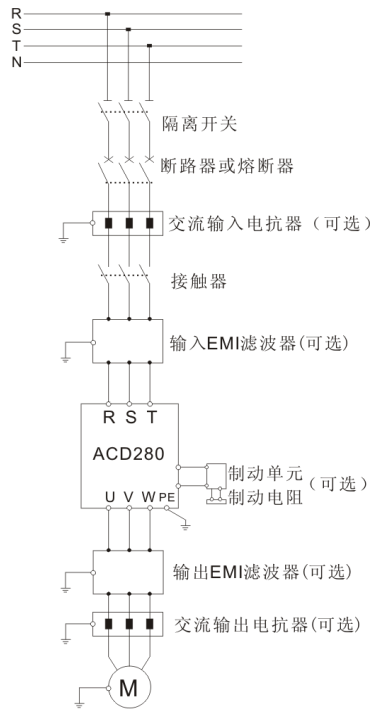 R
S
T
N
隔离开关
断路器或熔断器
交流输入电抗器（可选）
接触器
输入EMI滤波器(可选)
R S T
ACD280
制动单元
制动电阻
（可选）
U V W PE
输出EMI滤波器(可选)
交流输出电抗器(可选)
M